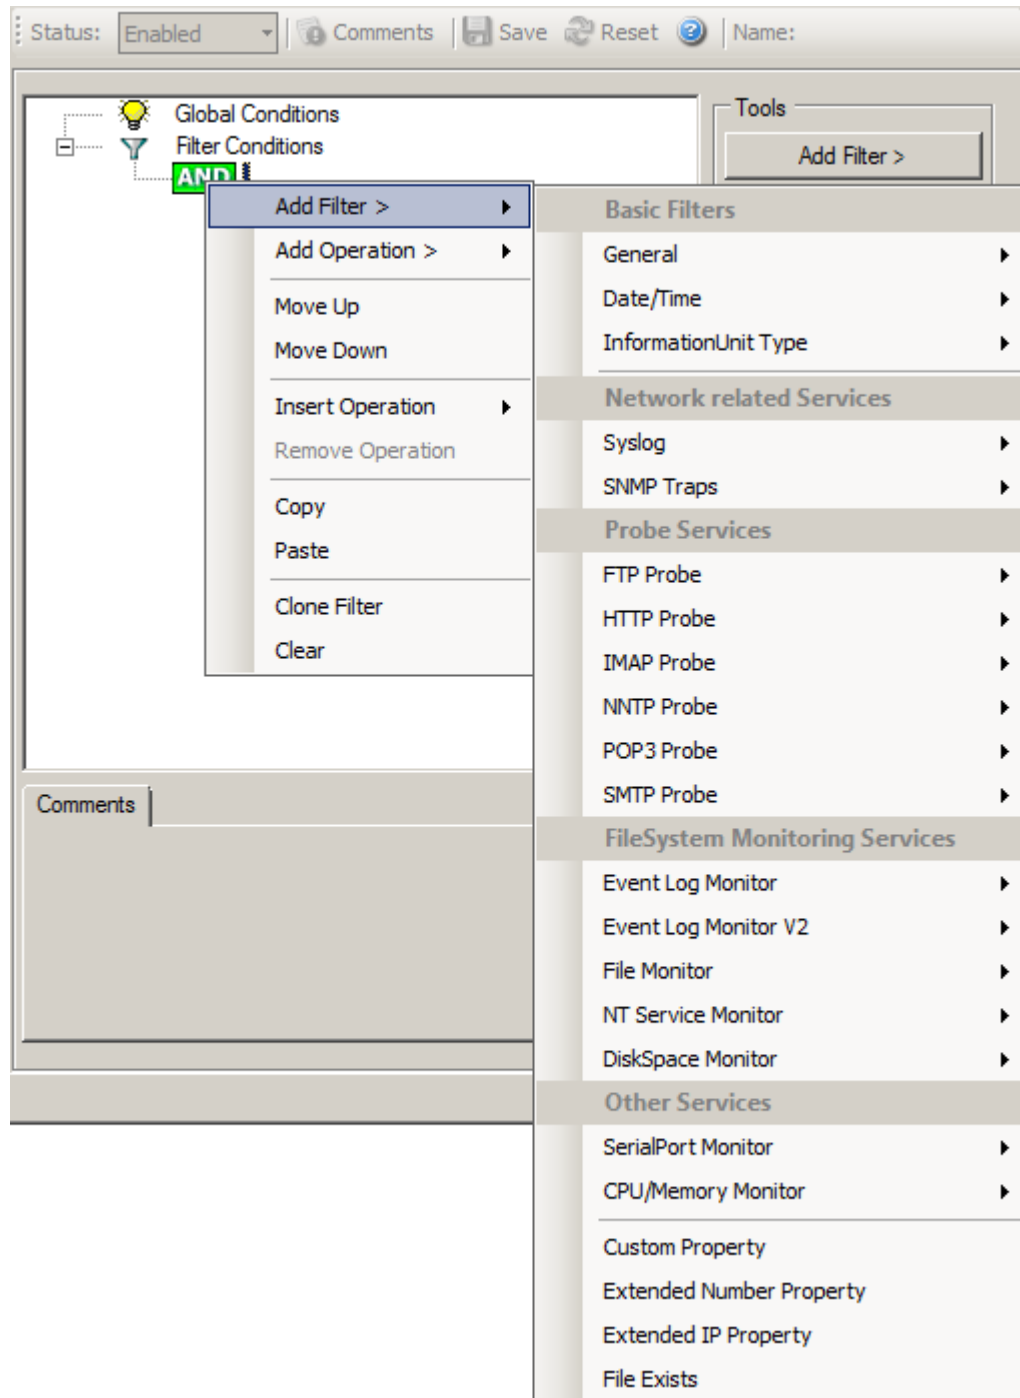 Status: Enabled Comments Save Reset Name:
Global Conditions
Filter Conditions
AND
Tools
Add Filter >
Add Filter >
Add Operation >
Move Up
Move Down
Insert Operation
Remove Operation
Copy
Paste
Clone Filter
Clear
Basic Filters
General
Date/Time
InformationUnit Type
Network related Services
Syslog
SNMP Traps
Probe Services
FTP Probe
HTTP Probe
IMAP Probe
NNTP Probe
POP3 Probe
SMTP Probe
FileSystem Monitoring Services
Event Log Monitor
Event Log Monitor V2
File Monitor
NT Service Monitor
DiskSpace Monitor
Other Services
SerialPort Monitor
CPU/Memory Monitor
Custom Property
Extended Number Property
Extended IP Property
File Exists
Comments